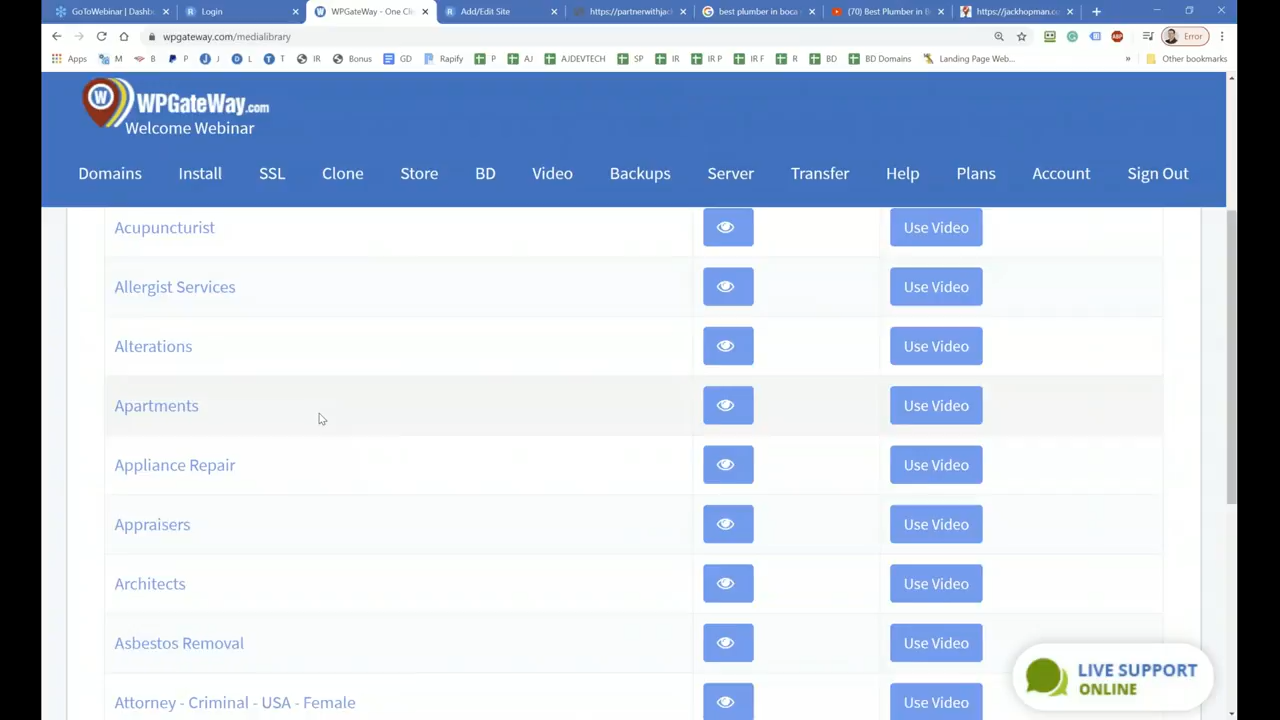 GoToWebinar | Dashb
Login
WPGateWay - One Cli
Add/Edit Site
https://partnerwithjack
best plumber in boca
(70) Best Plumber in B
https://jackhopman.co
wpgateway.com/medialibrary
Error
Apps M B P J L T IR Bonus GD Rapify P AJ AJDEVTECH SP IR IR P IR F R BD BD Domains Landing Page Web... » Other bookmarks
WPGateWay.com
Welcome Webinar
Domains Install SSL Clone Store BD Video Backups Server Transfer Help Plans Account Sign Out
Acupuncturist Use Video
Allergist Services Use Video
Alterations Use Video
Apartments Use Video
Appliance Repair Use Video
Appraisers Use Video
Architects Use Video
Asbestos Removal Use Video
Attorney - Criminal - USA - Female Use Video
LIVE SUPPORT
ONLINE